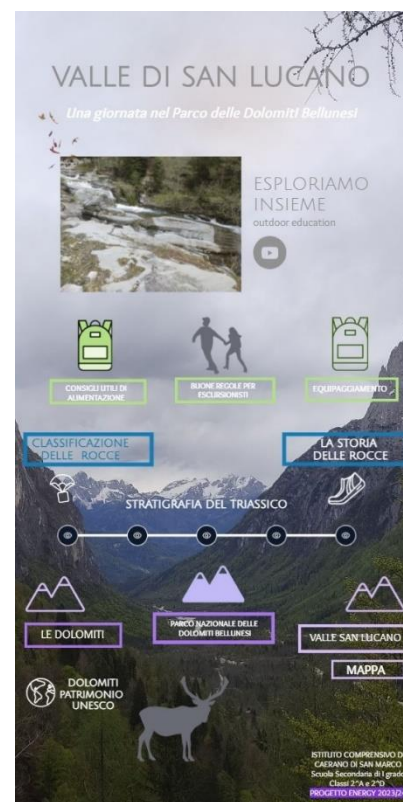 VALLE DI SAN LUCANO
Una giornata nel Parco delle Dolomiti Bellunesi
ESPLORIAMO
INSIEME
outdoor education
CONSIGLI UTILI DI
ALIMENTAZIONE
BUONE REGOLE PER
ESCURSIONISTI
EQUIPAGGIAMENTO
CLASSIFICAZIONE
DELLE ROCCE
LA STORIA
DELLE ROCCE
STRATIGRAFIA DEL TRIASSICO
LE DOLOMITI
PARCO NAZIONALE DELLE
DOLOMITI BELLUNESI
VALLE SAN LUCANO
MAPPA
DOLOMITI
PATRIMONIO
UNESCO
ISTITUTO COMPRENSIVO D
CAERANO DI SAN MARCO
Scuola Secondaria di I grado
Classi 2^A e 2^D
PROGETTO ENERGY 2023/2